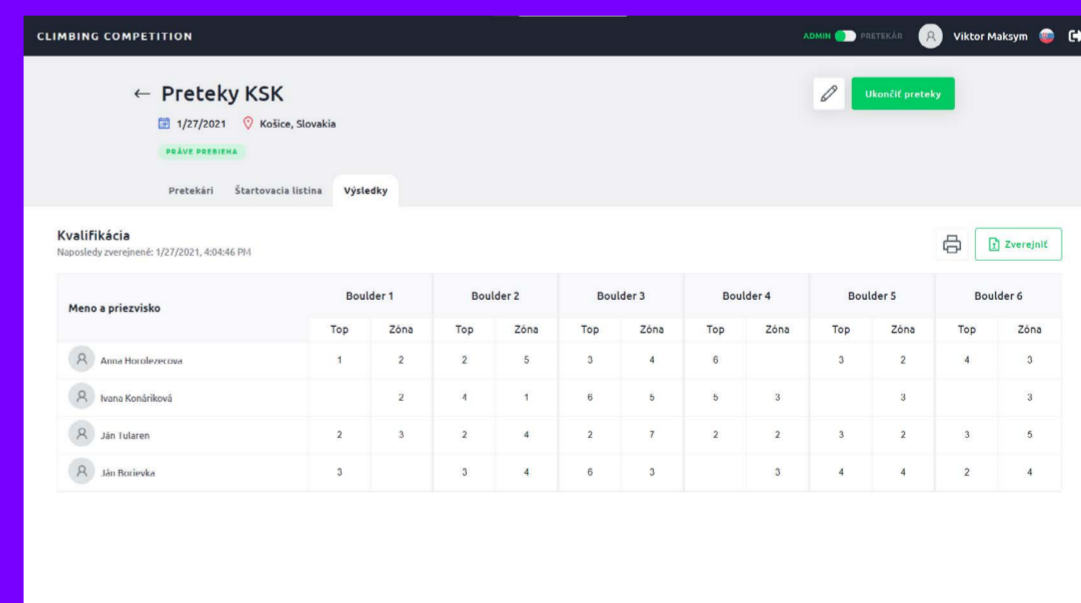 CLIMBING COMPETITION ADMIN PRETEKÁR Viktor Maksym
← Preteky KSK Ukončiť preteky
1/27/2021 Košice, Slovakia
PRÁVE PREBIEHA
Pretekári Štartovacia listina Výsledky
Kvalifikácia
Naposledy zverejnené: 1/27/2021, 4:04:46 PM Zverejniť
Meno a priezvisko Boulder 1 Boulder 2 Boulder 3 Boulder 4 Boulder 5 Boulder 6
Top Zóna Top Zóna Top Zóna Top Zóna Top Zóna Top Zóna
Anna 1 2 2 5 3 4 6 3 2 4 3
Ivana Konáriková 2 4 1 6 5 5 3 3 3
Ján 2 3 2 4 2 7 2 2 3 2 3 5
Ján 3 3 4 6 3 3 4 4 2 4